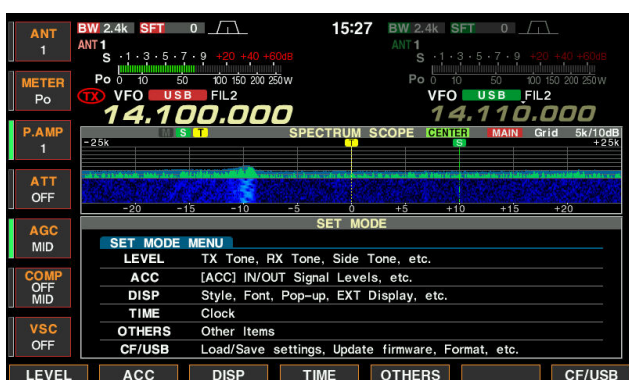 ANT
1
BW 2.4k SFT 0
15:27
BW 2.4k SFT 0
ANT1
ANT1
S ·1·3·5·7·9 +20 +40 +60dB
S ·1·3·5·7·9 +20 +40 +60dB
METER
Po
Po 0 10 50 100 150 200 250W
Po 0 10 50 100 150 200 250W
TX VFO USB FIL2
VFO USB FIL2
14.100.000
14.110.000
P.AMP
1
M S T SPECTRUM SCOPE CENTER MAIN Grid 5k/10dB
-25k T S +25k
ATT
OFF
-20 -15 -10 -5 0 +5 +10 +15 +20
AGC
MID
SET MODE
SET MODE MENU
LEVEL TX Tone, RX Tone, Side Tone, etc.
COMP
OFF
MID
ACC [ACC] IN/OUT Signal Levels, etc.
DISP Style, Font, Pop-up, EXT Display, etc.
TIME Clock
VSC
OFF
OTHERS Other Items
CF/USB Load/Save settings, Update firmware, Format, etc.
LEVEL ACC DISP TIME OTHERS CF/USB